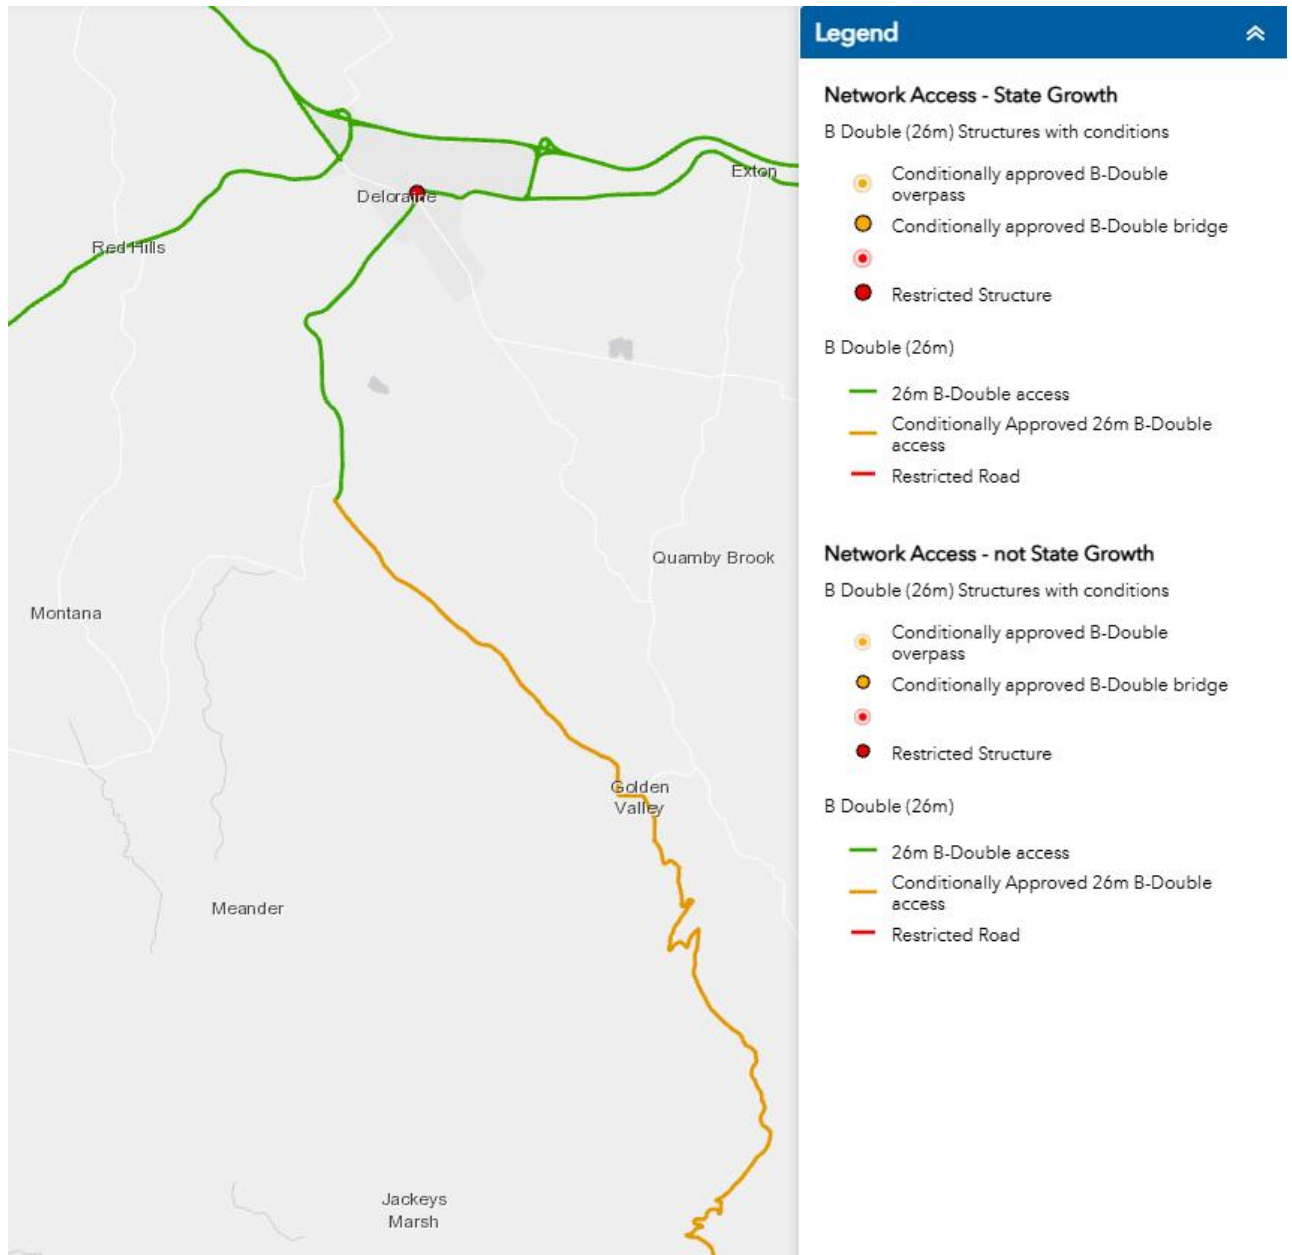 Exton
Deloraine
Red Hills
Quamby Brook
Montana
Golden
Valley
Meander
Jackeys
Marsh
Legend
Network Access - State Growth
B Double (26m) Structures with conditions
Conditionally approved B-Double
overpass
Conditionally approved B-Double bridge
Restricted Structure
B Double (26m)
26m B-Double access
Conditionally Approved 26m B-Double
access
Restricted Road
Network Access - not State Growth
B Double (26m) Structures with conditions
Conditionally approved B-Double
overpass
Conditionally approved B-Double bridge
Restricted Structure
B Double (26m)
26m B-Double access
Conditionally Approved 26m B-Double
access
Restricted Road